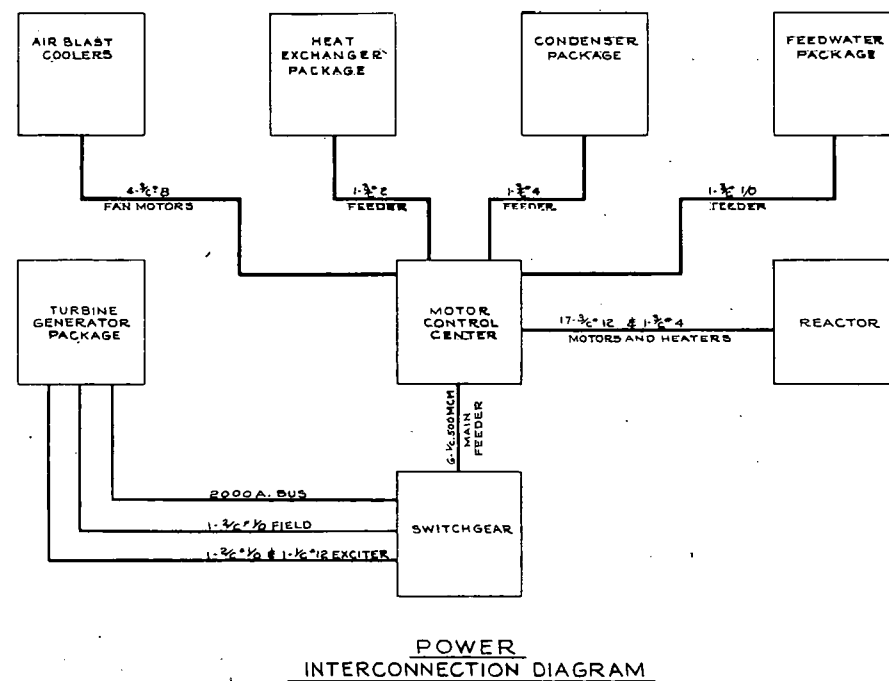 AIR BLAST
COOLERS
HEAT
EXCHANGER
PACKAGE
CONDENSER
PACKAGE
FEEDWATER
PACKAGE
4-3/C #8
FAN MOTORS
1-3/C #2
FEEDER
1-3/C #4
FEEDER
1-3/C 1/0
FEEDER
TURBINE
GENERATOR
PACKAGE
MOTOR
CONTROL
CENTER
17-3/C #12 & 1-3/C #4
MOTORS AND HEATERS
REACTOR
6-1/C.500MCM
MAIN
FEEDER
2000A. BUS
1-2/C #1/0 FIELD
1-2/C #1/0 & 1-1/C #12 EXCITER
SWITCHGEAR
POWER
INTERCONNECTION DIAGRAM